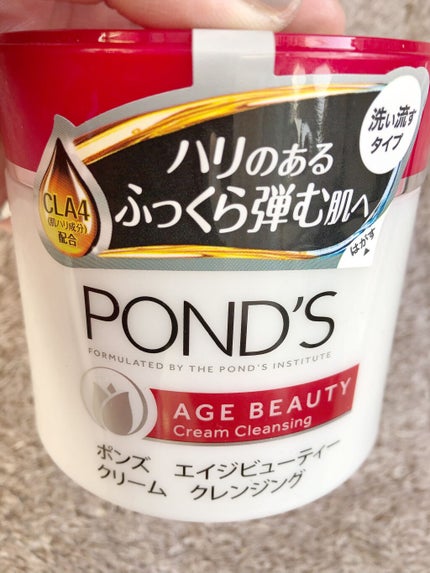 洗い流す
タイプ
ハリのある
ふっくら弾む肌へ
CLA4
(肌ハリ成分)
配合
はがす
POND'S
FORMULATED BY THE POND'S INSTITUTE
AGE BEAUTY
Cream Cleansing
ポンズ エイジビューティー
クリーム クレンジング